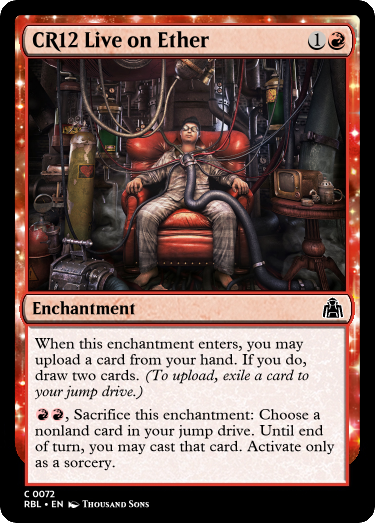 CR12 Live on Ether 1
Enchantment
When this enchantment enters, you may
upload a card from your hand. If you do,
draw two cards. (To upload, exile a card to
your jump drive.)
, Sacrifice this enchantment: Choose a
nonland card in your jump drive. Until end
of turn, you may cast that card. Activate only
as a sorcery.
C 0072
RBL • EN Thousand Sons